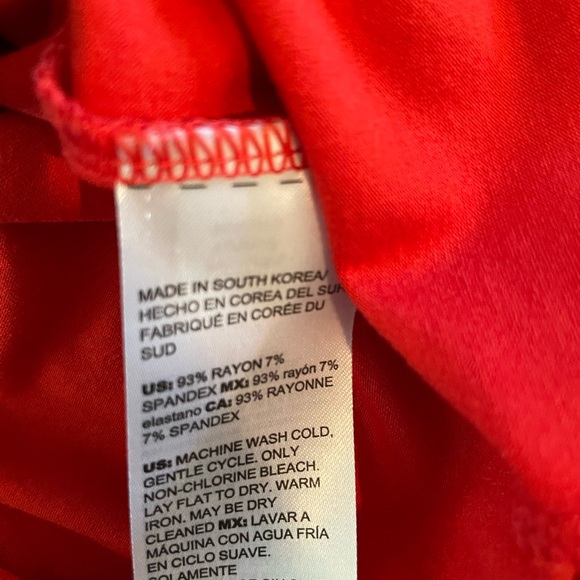 MADE IN SOUTH KOREA/
HECHO EN COREA DEL SUR
FABRIQUÉ EN CORÉE DU
SUD
US: 93% RAYON 7%
SPANDEX MX: 93% rayón 7%
elastano CA: 93% RAYONNE
7% SPANDEX
US: MACHINE WASH COLD,
GENTLE CYCLE. ONLY
NON-CHLORINE BLEACH.
LAY FLAT TO DRY. WARM
IRON. MAY BE DRY
CLEANED MX: LAVAR A
MÁQUINA CON AGUA FRÍA
EN CICLO SUAVE.
SOLAMENTE